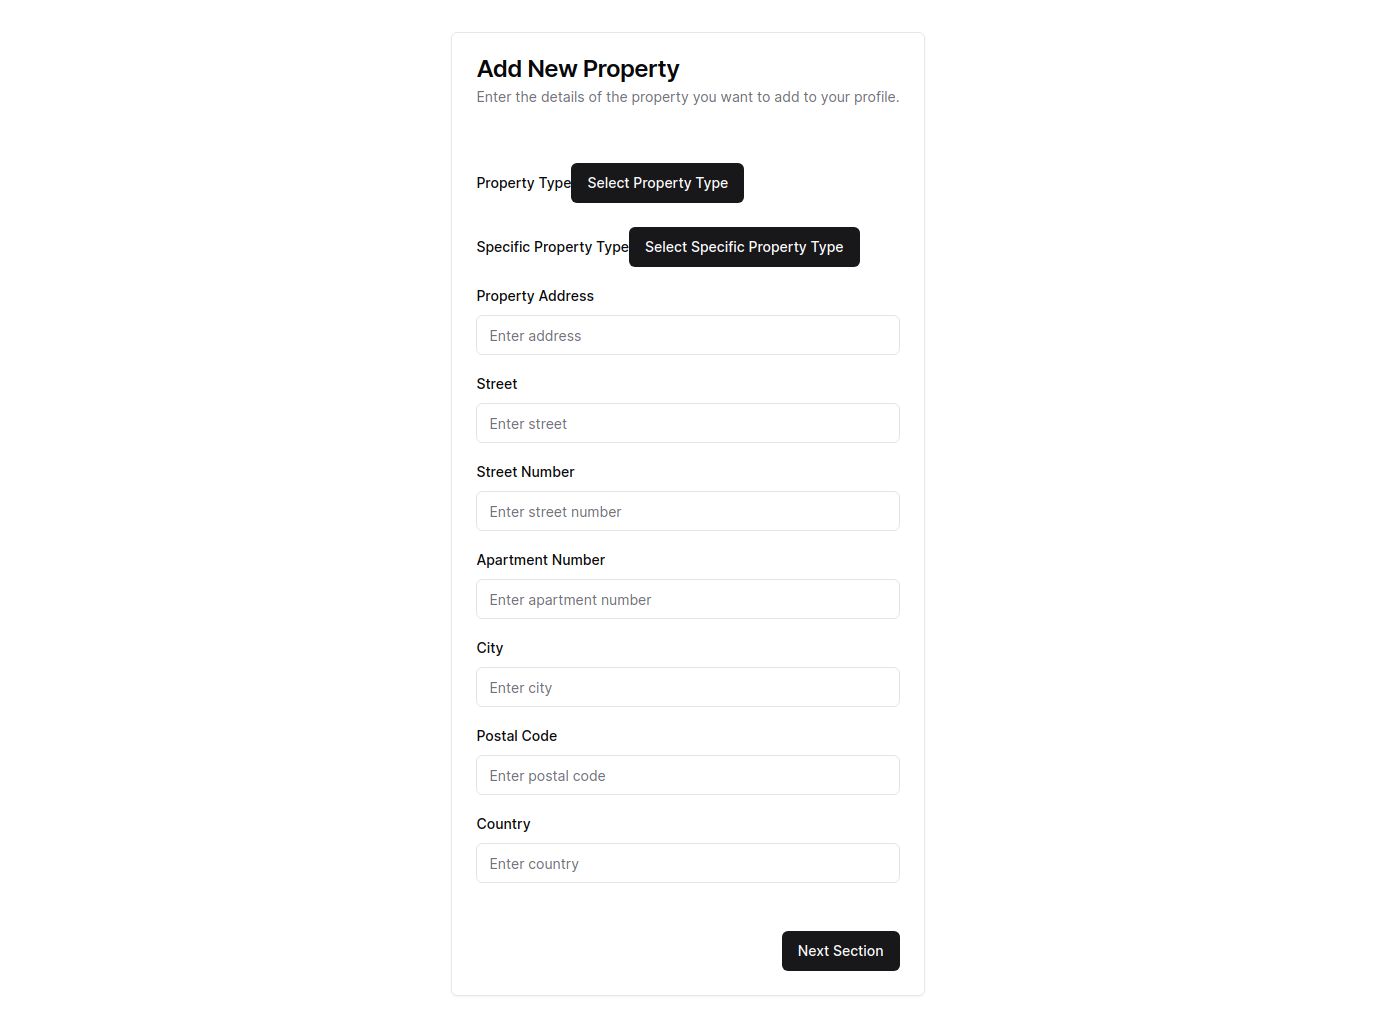 Add New Property
Enter the details of the property you want to add to your profile.
Property Type Select Property Type
Specific Property Type Select Specific Property Type
Property Address
Enter address
Street
Enter street
Street Number
Enter street number
Apartment Number
Enter apartment number
City
Enter city
Postal Code
Enter postal code
Country
Enter country
Next Section